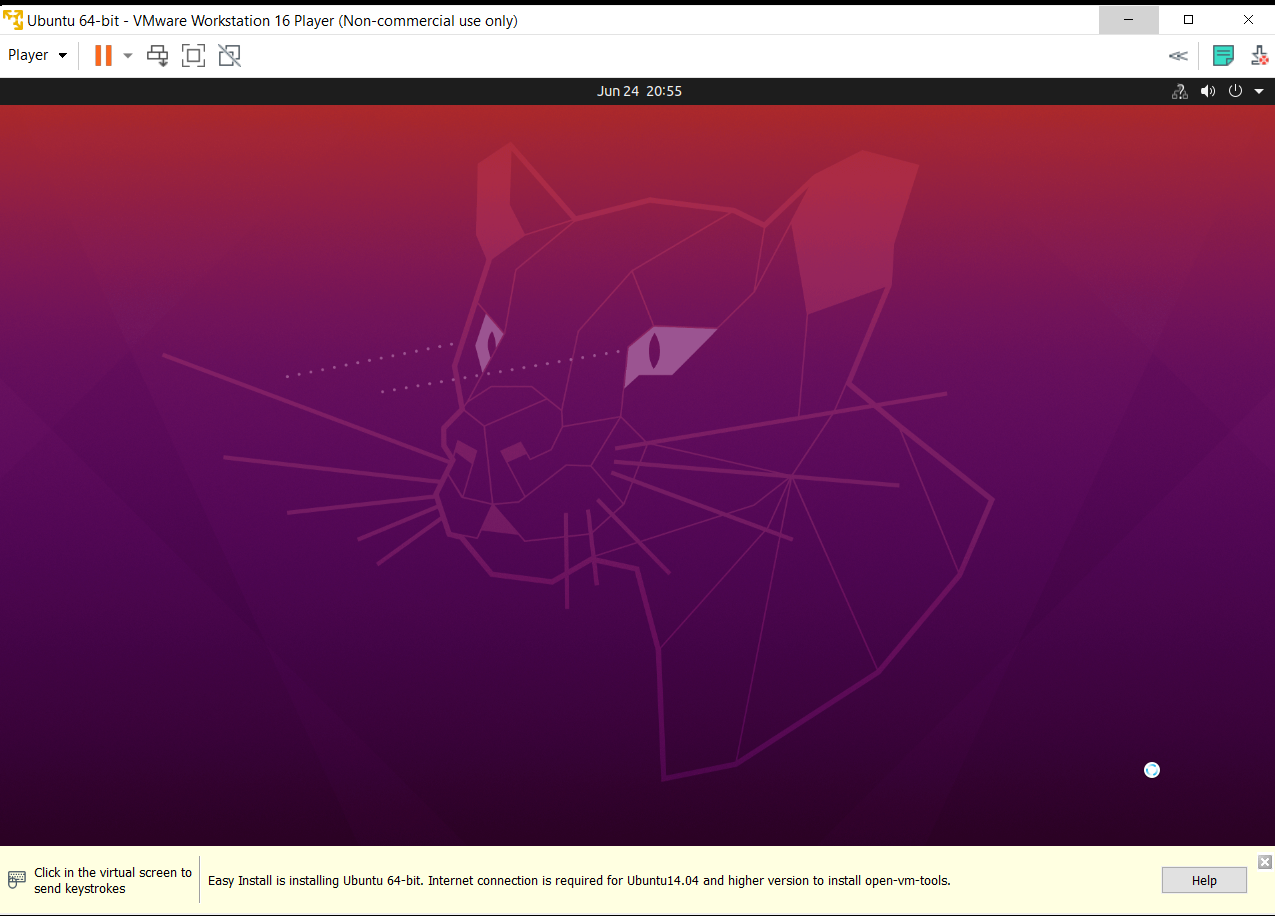 Ubuntu 64-bit - VMware Workstation 16 Player (Non-commercial use only)
Player
Jun 24 20:55
Click in the virtual screen to
send keystrokes
Easy Install is installing Ubuntu 64-bit. Internet connection is required for Ubuntu14.04 and higher version to install open-vm-tools.
Help